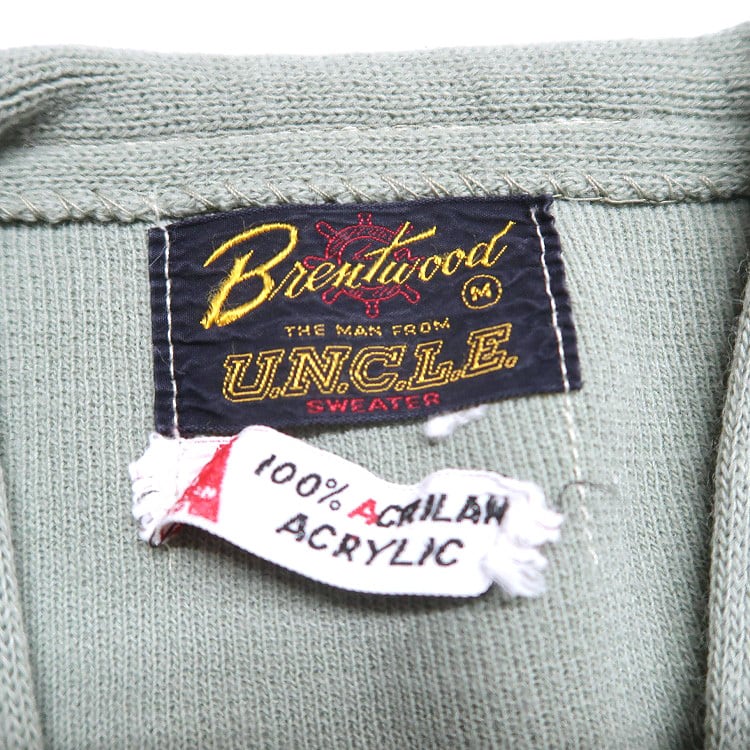 Brentwood
M
THE MAN FROM
U.N.C.L.E.
SWEATER
100% ACRILAN
ACRYLIC